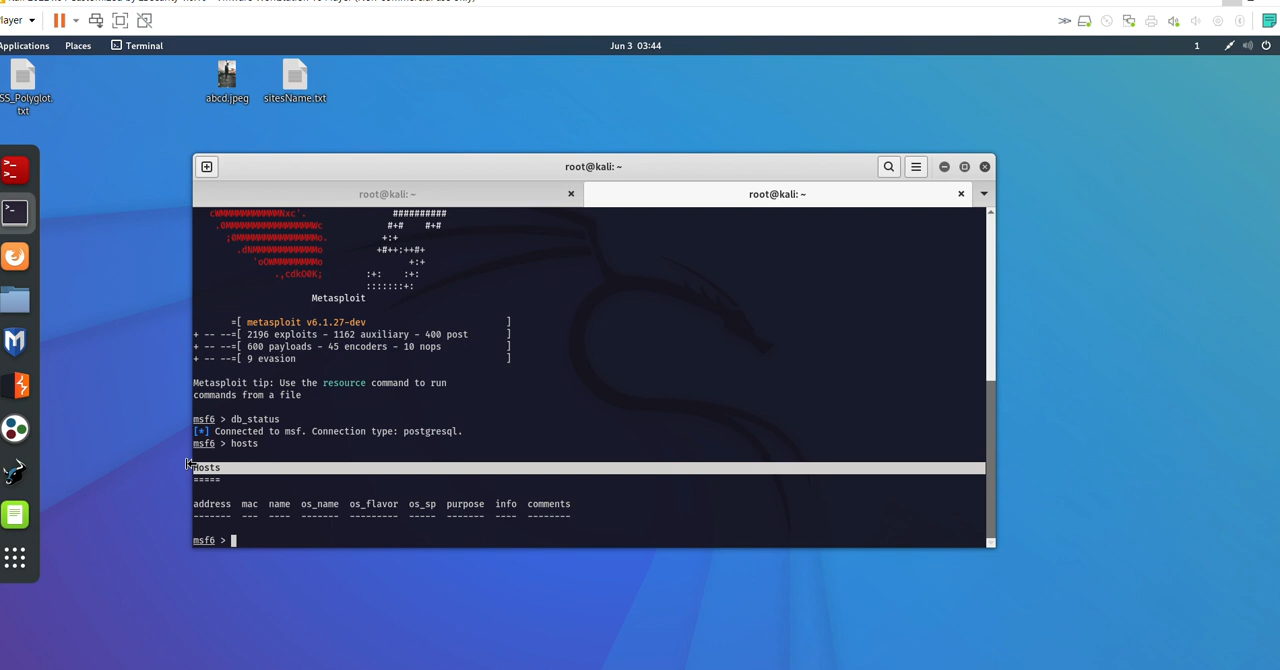 layer
Applications Places Terminal Jun 3 03:44 1
SS_Polyglot.
txt
abcd.jpeg
sitesName.txt
root@kali: ~
root@kali: ~ root@kali: ~
##########
#+# #+#
+:+
+#++:++#+
+:+
:+: :+:
:::::::+:
Metasploit
=[ metasploit v6.1.27-dev ]
+ -- --=[ 2196 exploits - 1162 auxiliary - 400 post ]
+ -- --=[ 600 payloads - 45 encoders - 10 nops ]
+ -- --=[ 9 evasion ]
Metasploit tip: Use the resource command to run
commands from a file
msf6 > db_status
[*] Connected to msf. Connection type: postgresql.
msf6 > hosts
Hosts
=====
address mac name os_name os_flavor os_sp purpose info comments
------- --- ---- ------- --------- ----- ------- ---- --------
msf6 >